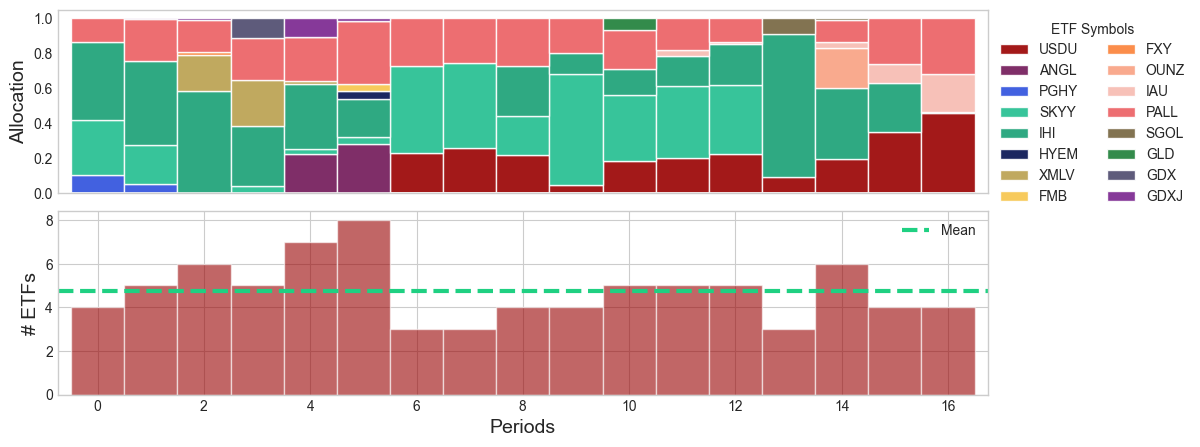 1.0
0.8
0.6
0.4
0.2
0.0
Allocation
ETF Symbols
USDU FXY
ANGL OUNZ
PGHY IAU
SKYY PALL
IHI SGOL
HYEM GLD
XMLV GDX
FMB GDXJ
8
6
4
2
0
# ETFs
Mean
0 2 4 6 8 10 12 14 16
Periods